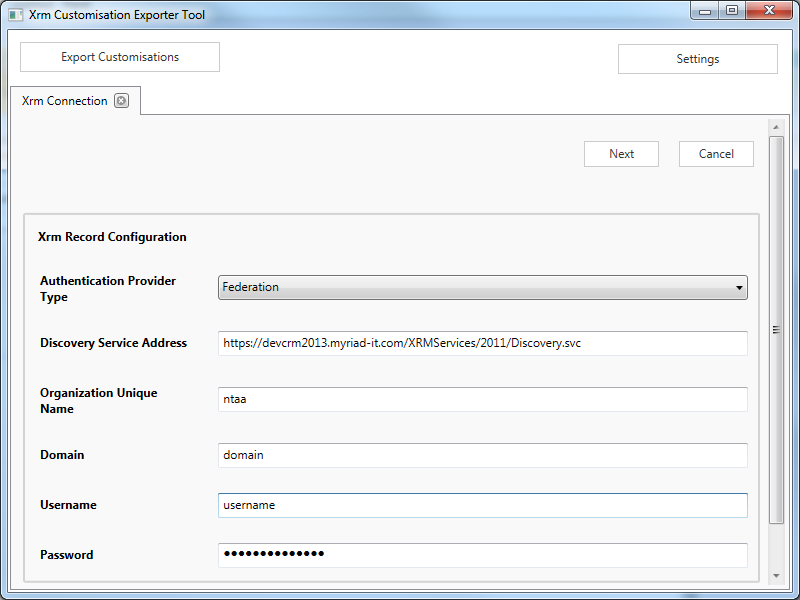 Xrm Customisation Exporter Tool
Export Customisations
Settings
Xrm Connection
Next
Cancel
Xrm Record Configuration
Authentication Provider
Type
Federation
Discovery Service Address
https://devcrm2013.myriad-it.com/XRMServices/2011/Discovery.svc
Organization Unique
Name
ntaa
Domain
domain
Username
username
Password
●●●●●●●●●●●●●●